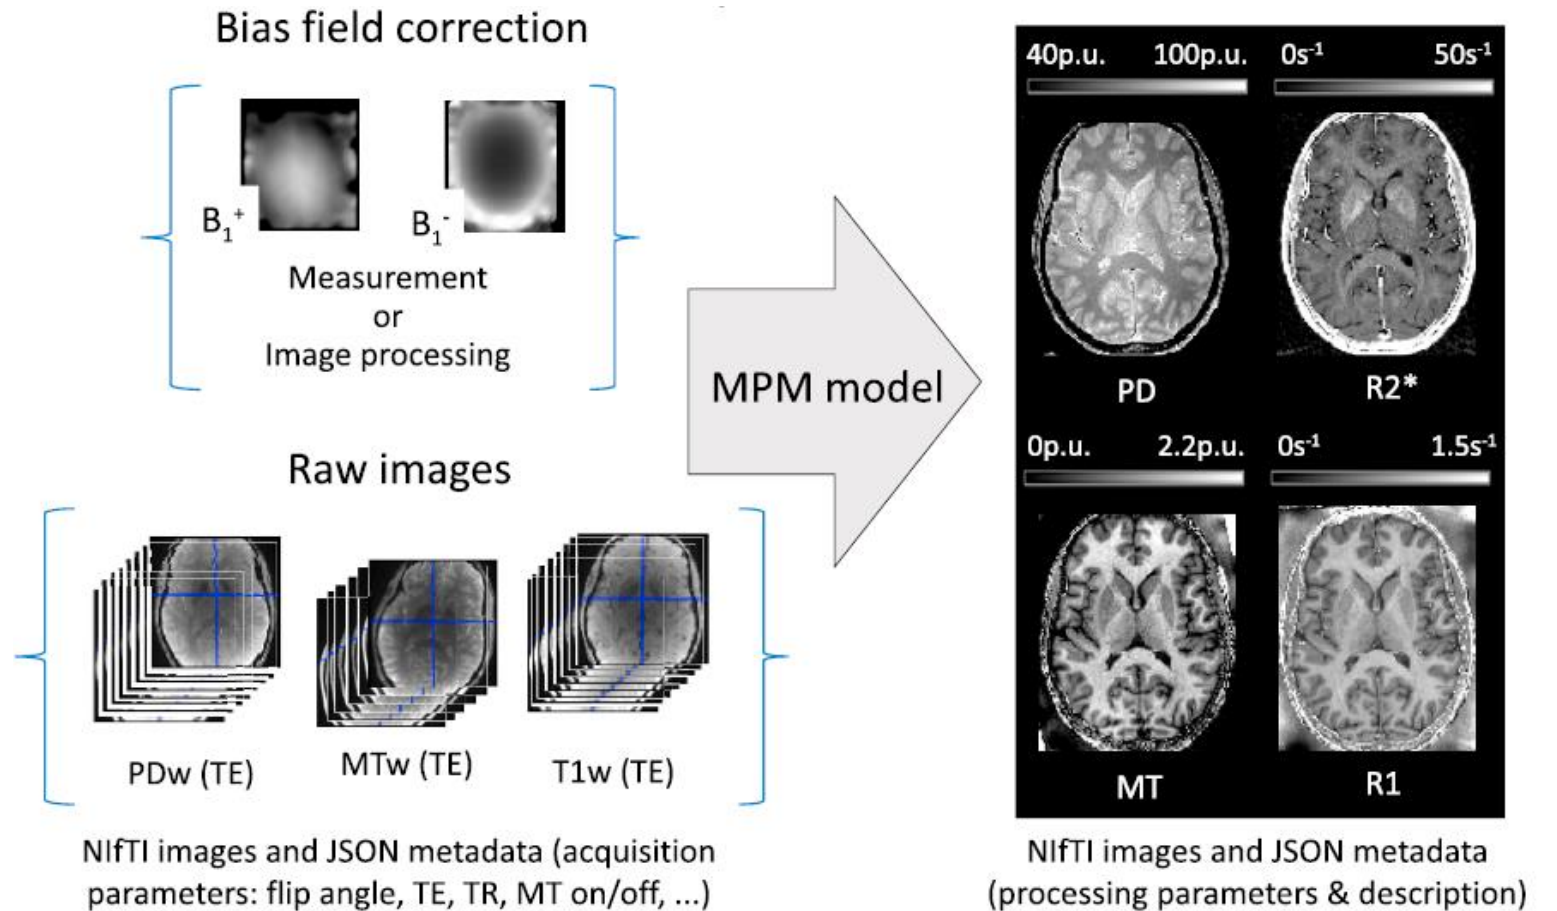 Bias field correction
B₁⁺
B₁⁻
Measurement
or
Image processing
Raw images
PDw (TE)
MTw (TE)
T1w (TE)
NIfTI images and JSON metadata (acquisition
parameters: flip angle, TE, TR, MT on/off, ...)
MPM model
40p.u. 100p.u.
0s⁻¹ 50s⁻¹
PD
R2*
0p.u. 2.2p.u.
0s⁻¹ 1.5s⁻¹
MT
R1
NIfTI images and JSON metadata
(processing parameters & description)